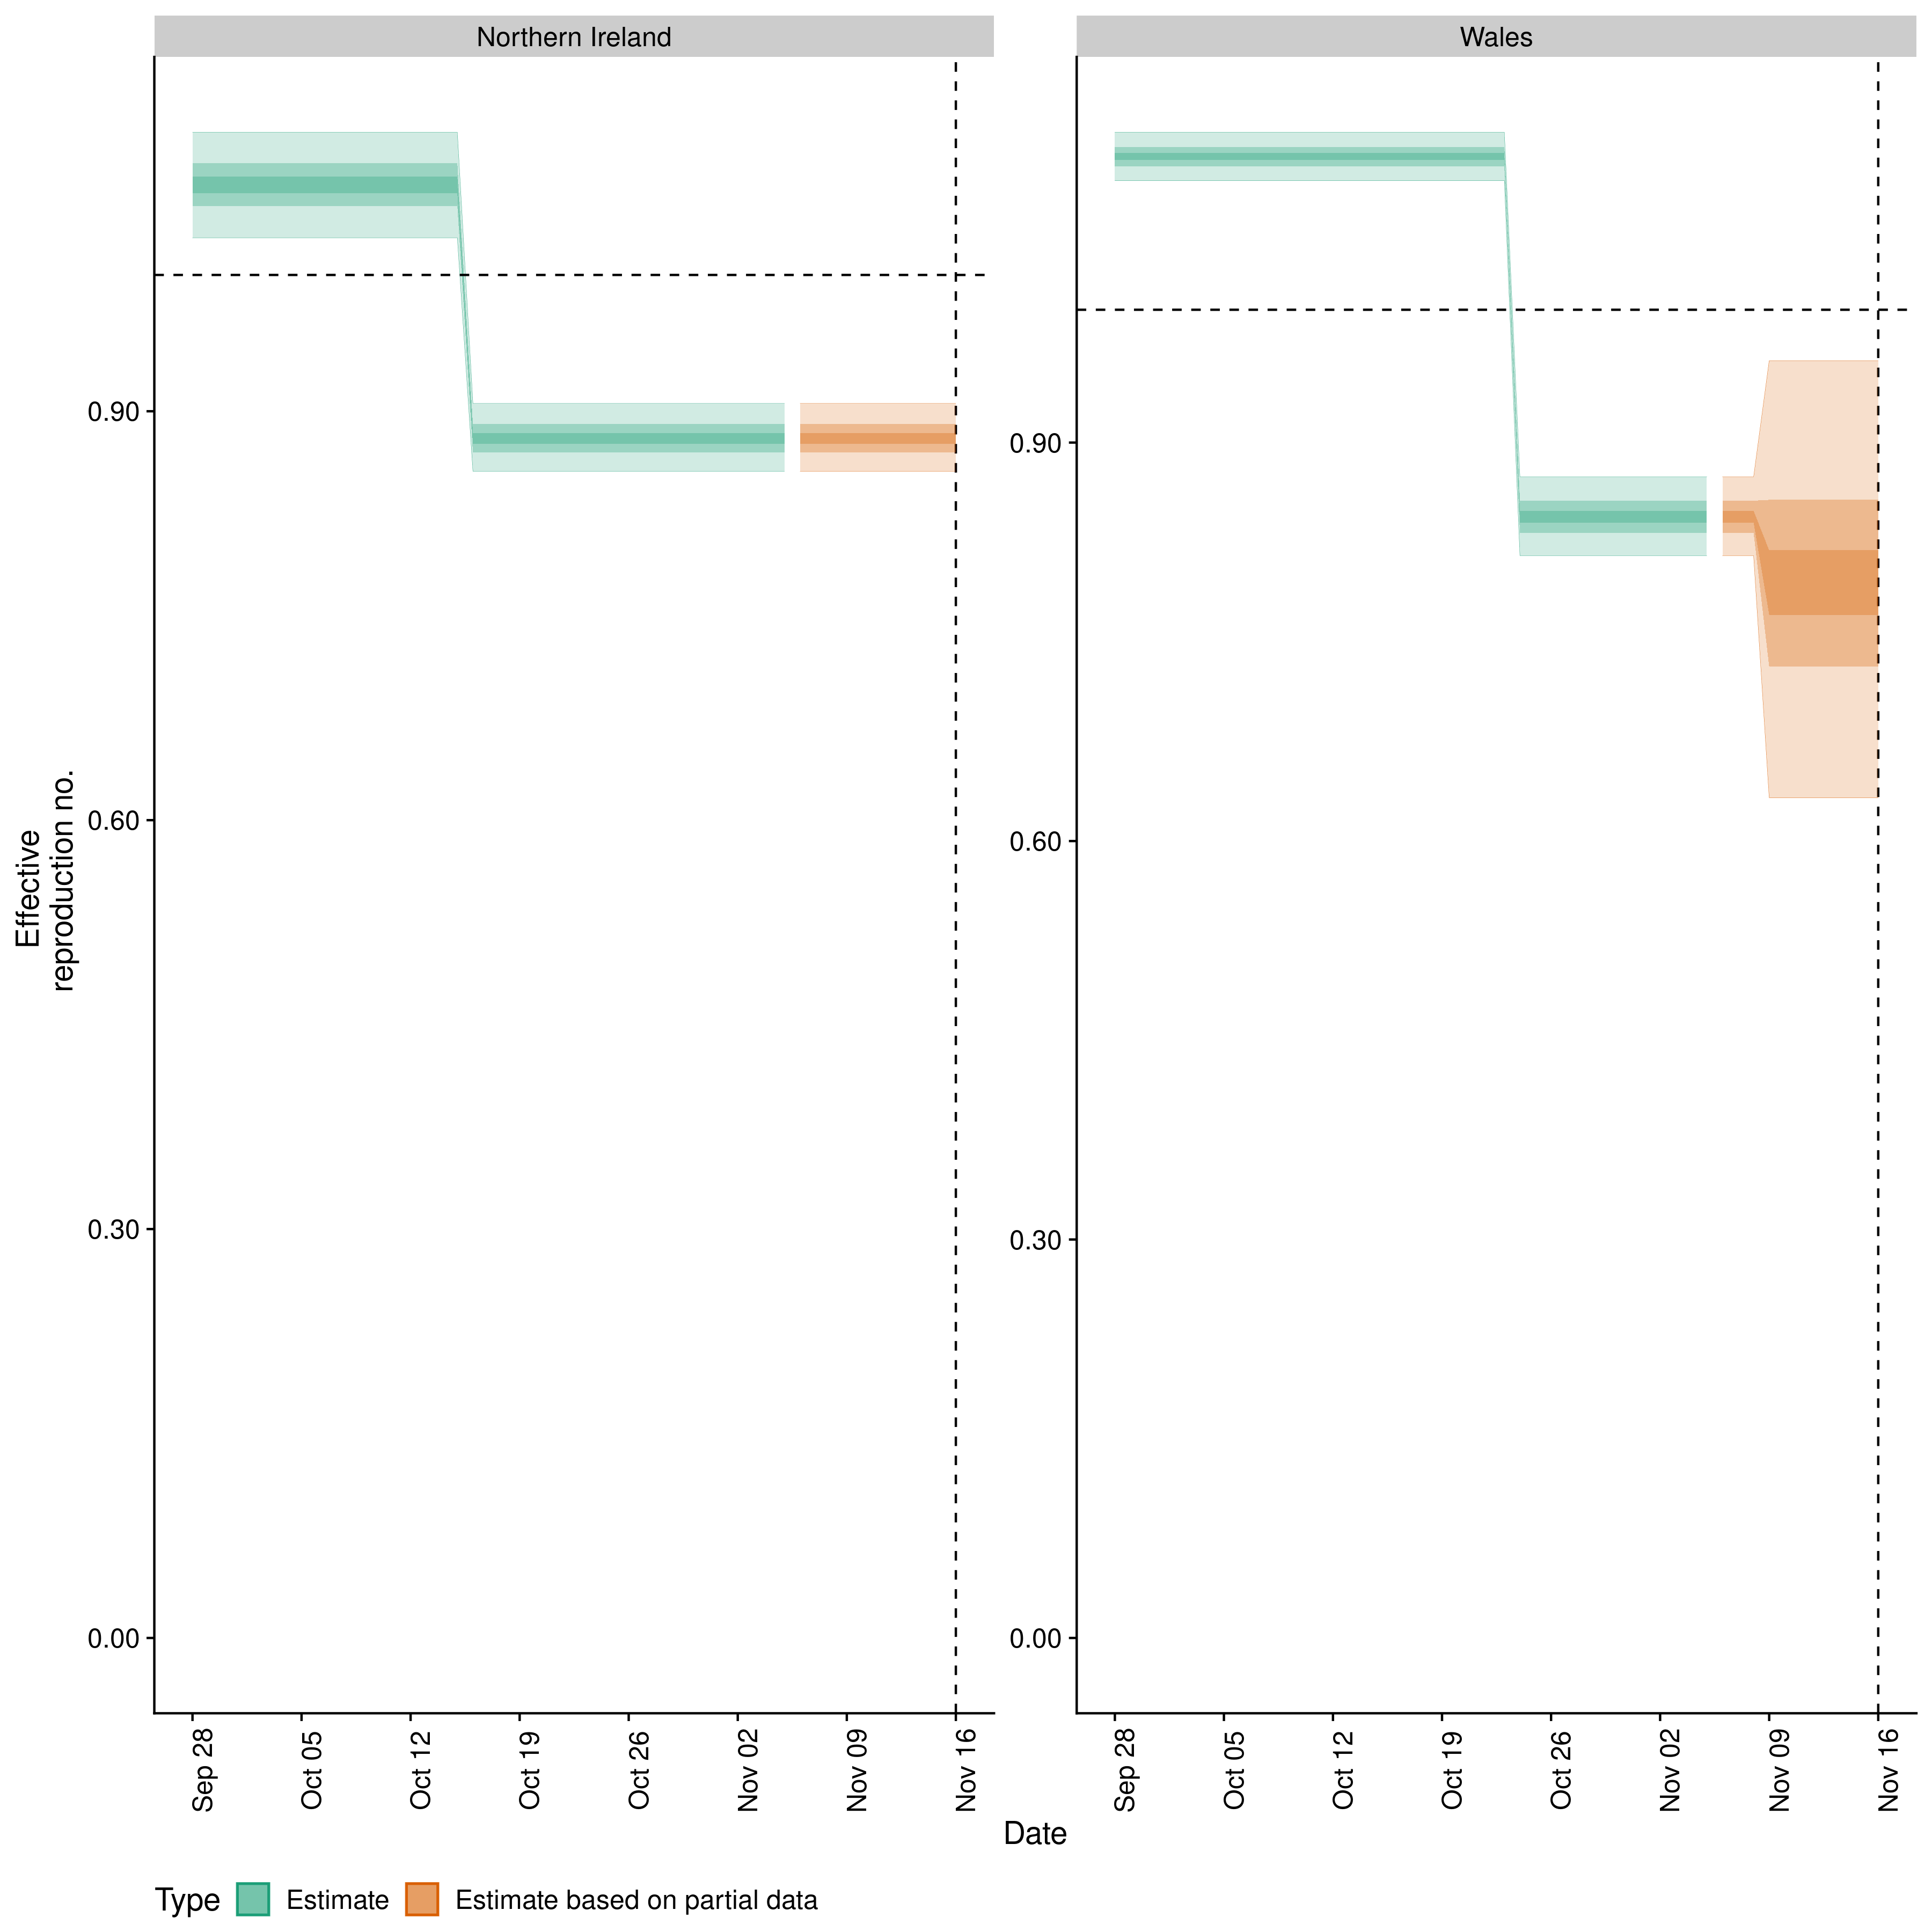 Northern Ireland
Wales
Effective
reproduction no.
0.90
0.60
0.30
0.00
0.90
0.60
0.30
0.00
Sep 28
Oct 05
Oct 12
Oct 19
Oct 26
Nov 02
Nov 09
Nov 16
Sep 28
Oct 05
Oct 12
Oct 19
Oct 26
Nov 02
Nov 09
Nov 16
Date
Type Estimate Estimate based on partial data